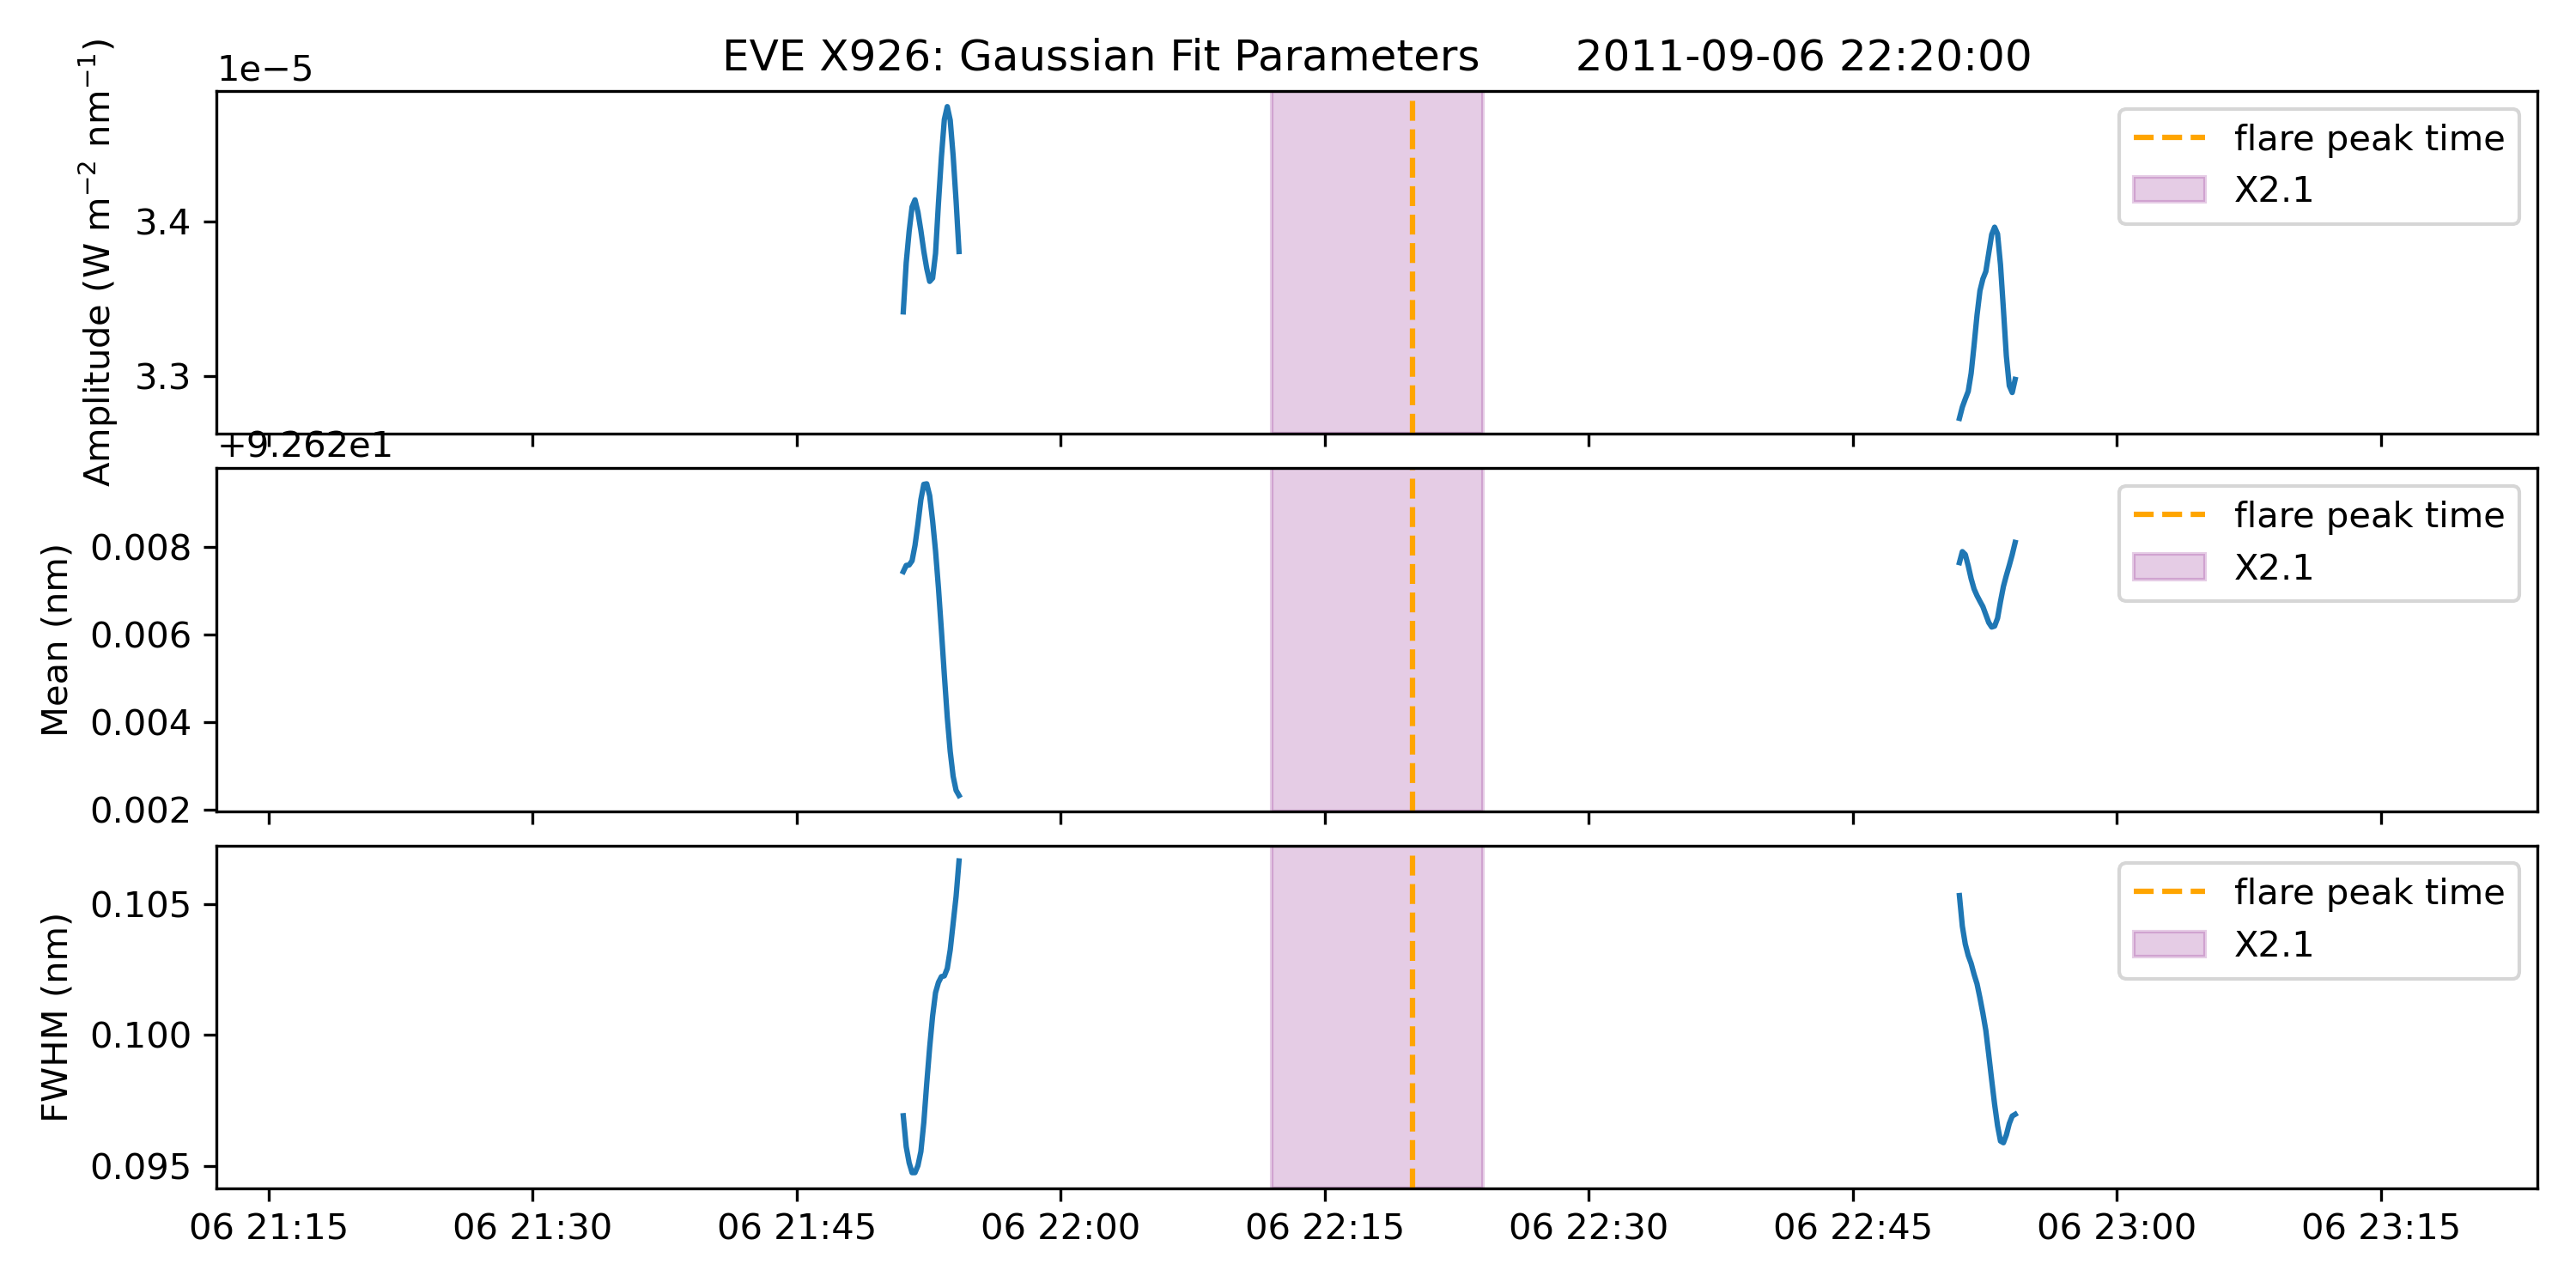 EVE X926: Gaussian Fit Parameters 2011-09-06 22:20:00
1e−5
Amplitude (W m⁻² nm⁻¹)
3.4
3.3
flare peak time
X2.1
+9.262e1
Mean (nm)
0.008
0.006
0.004
0.002
flare peak time
X2.1
FWHM (nm)
0.105
0.100
0.095
flare peak time
X2.1
06 21:15 06 21:30 06 21:45 06 22:00 06 22:15 06 22:30 06 22:45 06 23:00 06 23:15